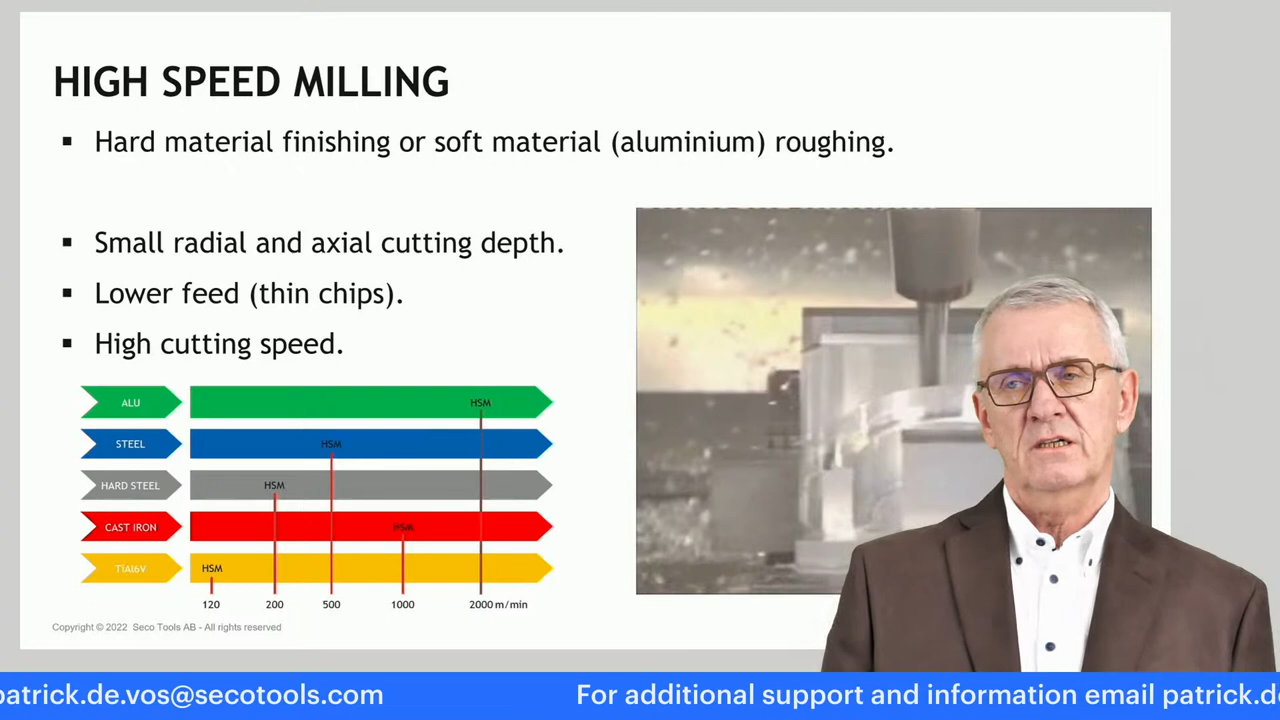 HIGH SPEED MILLING
▪ Hard material finishing or soft material (aluminium) roughing.
▪ Small radial and axial cutting depth.
▪ Lower feed (thin chips).
▪ High cutting speed.
ALU HSM
STEEL HSM
HARD STEEL HSM
CAST IRON HSM
TiAl6V HSM
120 200 500 1000 2000 m/min
Copyright © 2022 Seco Tools AB - All rights reserved
patrick.de.vos@secotools.com For additional support and information email patrick.d